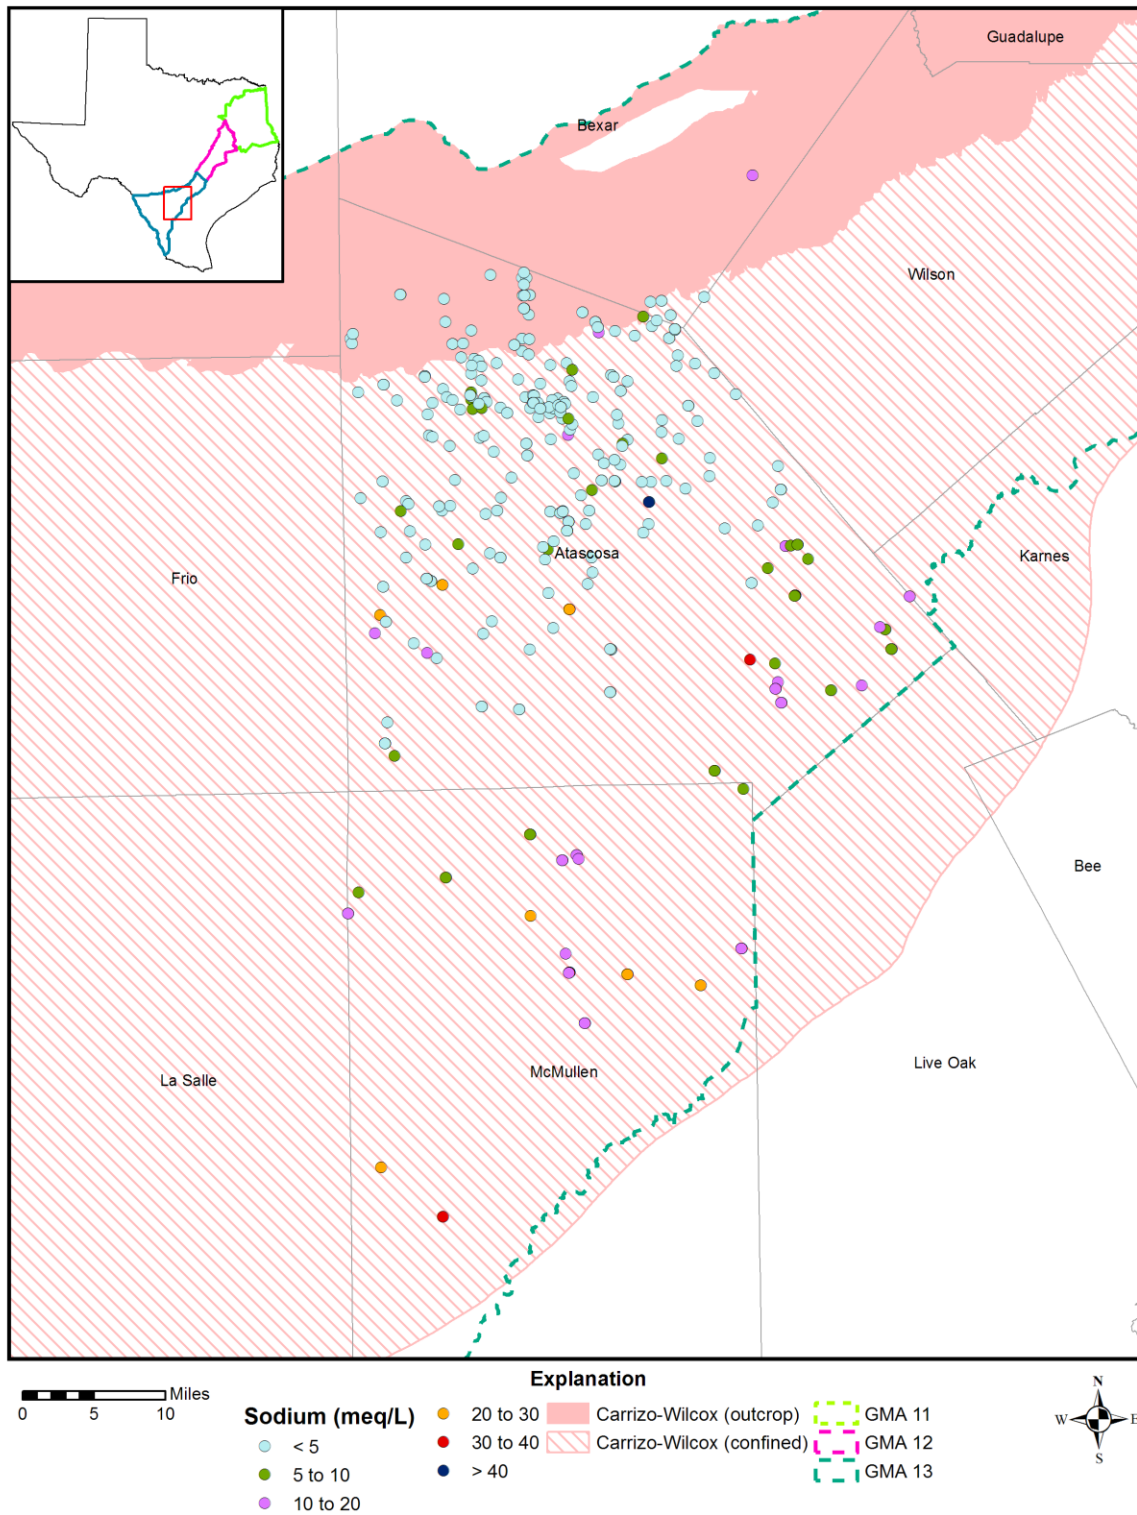 Guadalupe
Bexar
Wilson
Atascosa
Karnes
Frio
Bee
Live Oak
McMullen
La Salle
Explanation
Miles
0 5 10
Sodium (meq/L)
< 5
5 to 10
10 to 20
20 to 30
30 to 40
> 40
Carrizo-Wilcox (outcrop)
Carrizo-Wilcox (confined)
GMA 11
GMA 12
GMA 13
N
W E
S